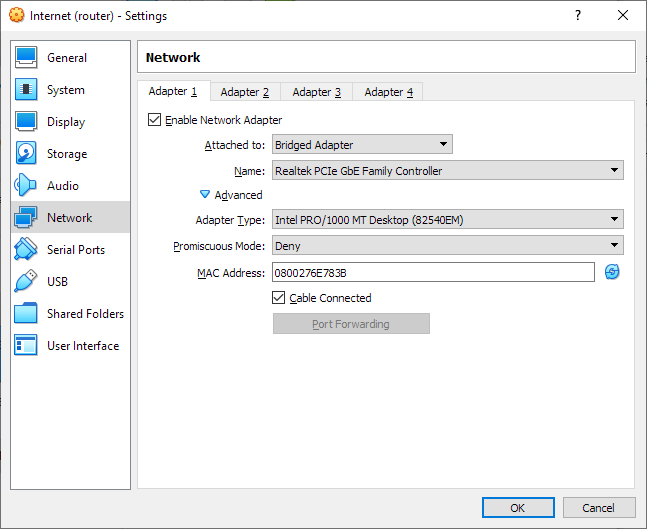 Internet (router) - Settings
?
General
System
Display
Storage
Audio
Network
Serial Ports
USB
Shared Folders
User Interface
Network
Adapter 1
Adapter 2
Adapter 3
Adapter 4
Enable Network Adapter
Attached to: Bridged Adapter
Name: Realtek PCIe GbE Family Controller
Advanced
Adapter Type: Intel PRO/1000 MT Desktop (82540EM)
Promiscuous Mode: Deny
MAC Address: 0800276E783B
Cable Connected
Port Forwarding
OK
Cancel